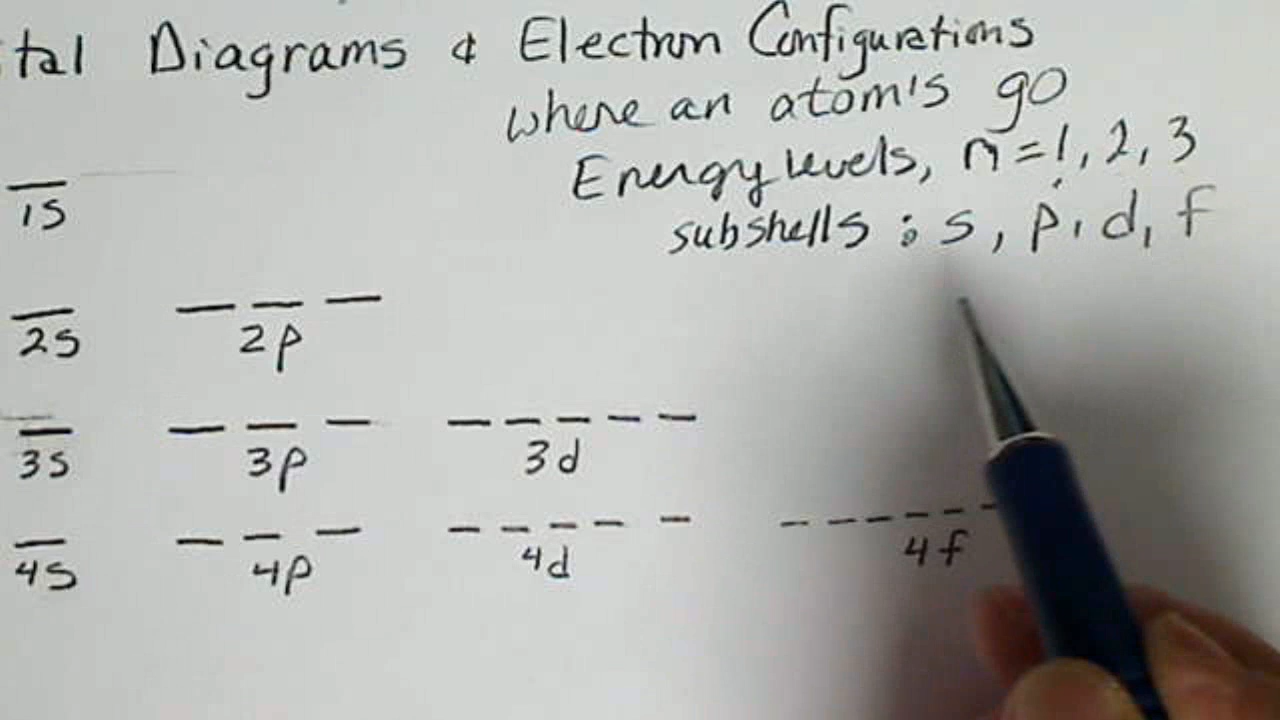 tal Diagrams & Electron Configurations
where an atom's go
Energy levels, n = 1, 2, 3
subshells : s, p, d, f
1s
2s 2p
3s 3p 3d
4s 4p 4d 4f